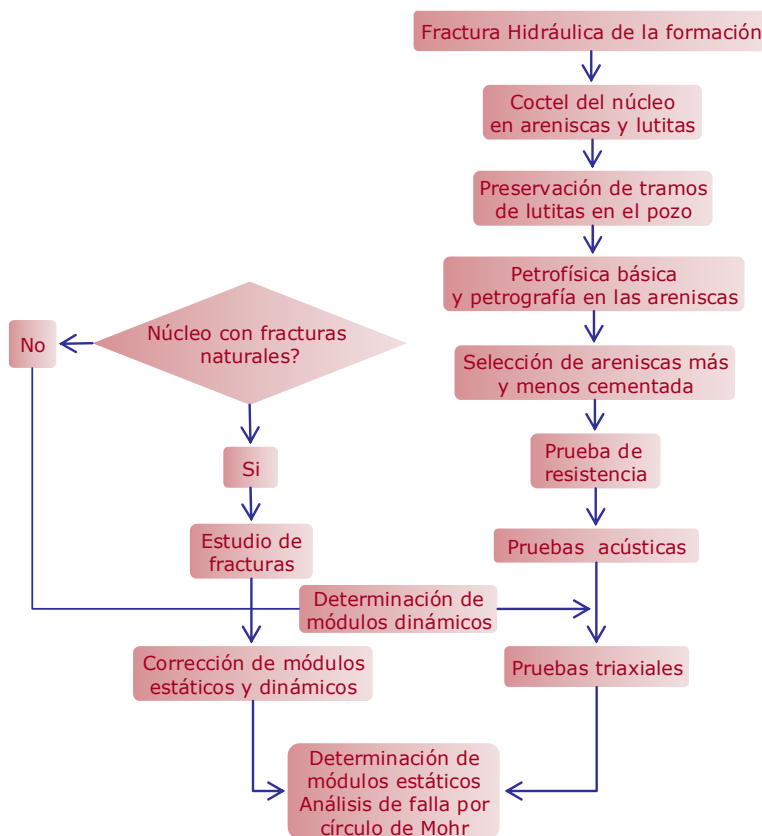 Fractura Hidráulica de la formación
Coctel del núcleo
en areniscas y lutitas
Preservación de tramos
de lutitas en el pozo
Petrofísica básica
y petrografía en las areniscas
Selección de areniscas más
y menos cementada
Prueba de
resistencia
Pruebas acústicas
Núcleo con fracturas
naturales?
No
Si
Estudio de
fracturas
Determinación de
módulos dinámicos
Corrección de módulos
estáticos y dinámicos
Pruebas triaxiales
Determinación de
módulos estáticos
Análisis de falla por
círculo de Mohr